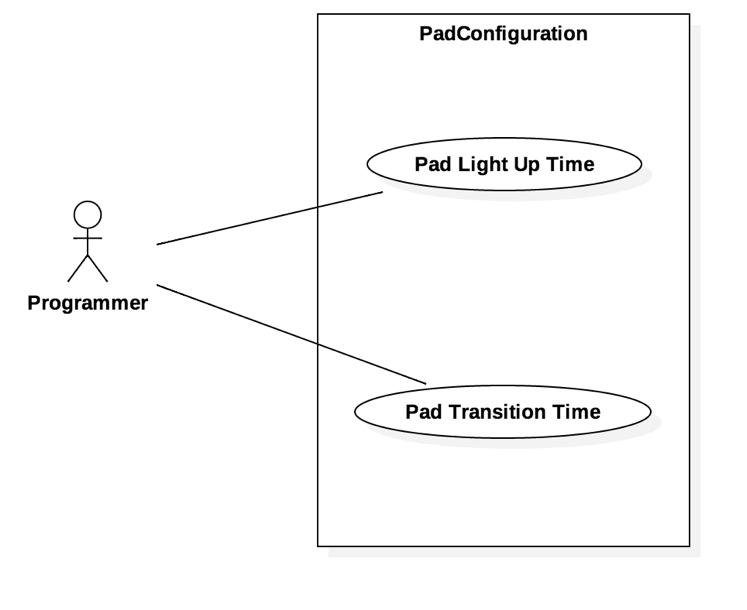 PadConfiguration
Pad Light Up Time
Programmer
Pad Transition Time